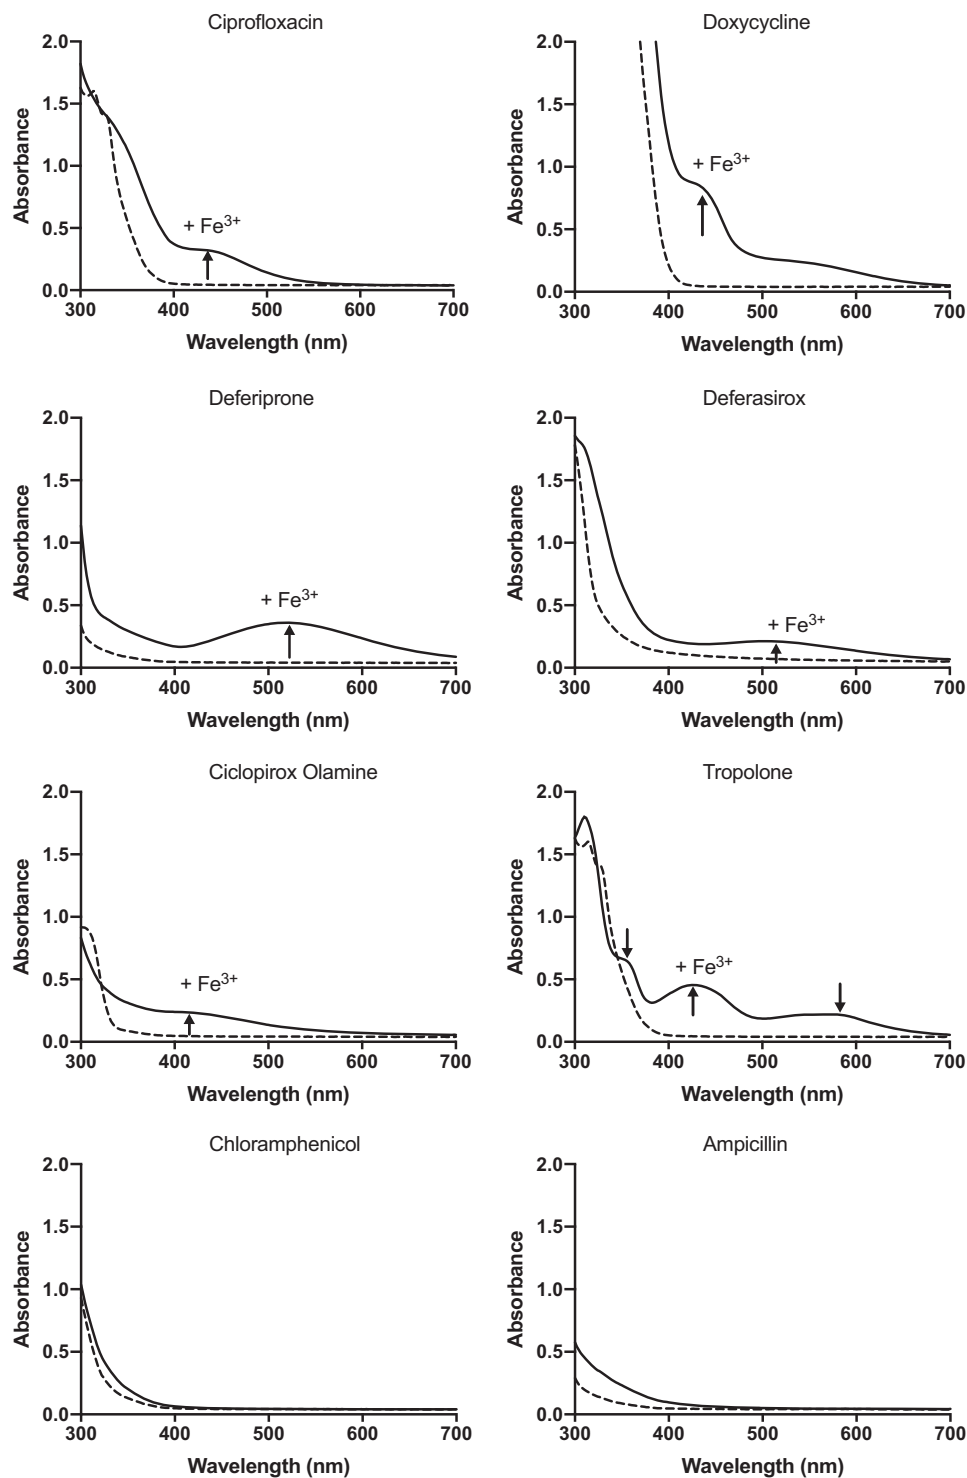 Ciprofloxacin
2.0
1.5
1.0
0.5
0.0
Absorbance
+ Fe3+
300 400 500 600 700
Wavelength (nm)
Doxycycline
2.0
1.5
1.0
0.5
0.0
Absorbance
+ Fe3+
300 400 500 600 700
Wavelength (nm)
Deferiprone
2.0
1.5
1.0
0.5
0.0
Absorbance
+ Fe3+
300 400 500 600 700
Wavelength (nm)
Deferasirox
2.0
1.5
1.0
0.5
0.0
Absorbance
+ Fe3+
300 400 500 600 700
Wavelength (nm)
Ciclopirox Olamine
2.0
1.5
1.0
0.5
0.0
Absorbance
+ Fe3+
300 400 500 600 700
Wavelength (nm)
Tropolone
2.0
1.5
1.0
0.5
0.0
Absorbance
+ Fe3+
300 400 500 600 700
Wavelength (nm)
Chloramphenicol
2.0
1.5
1.0
0.5
0.0
Absorbance
300 400 500 600 700
Wavelength (nm)
Ampicillin
2.0
1.5
1.0
0.5
0.0
Absorbance
300 400 500 600 700
Wavelength (nm)